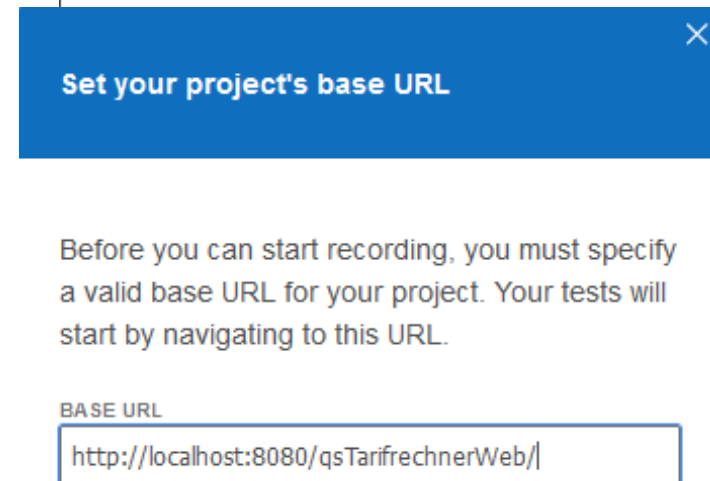 Set your project's base URL
Before you can start recording, you must specify
a valid base URL for your project. Your tests will
start by navigating to this URL.
BASE URL
http://localhost:8080/qsTarifrechnerWeb/